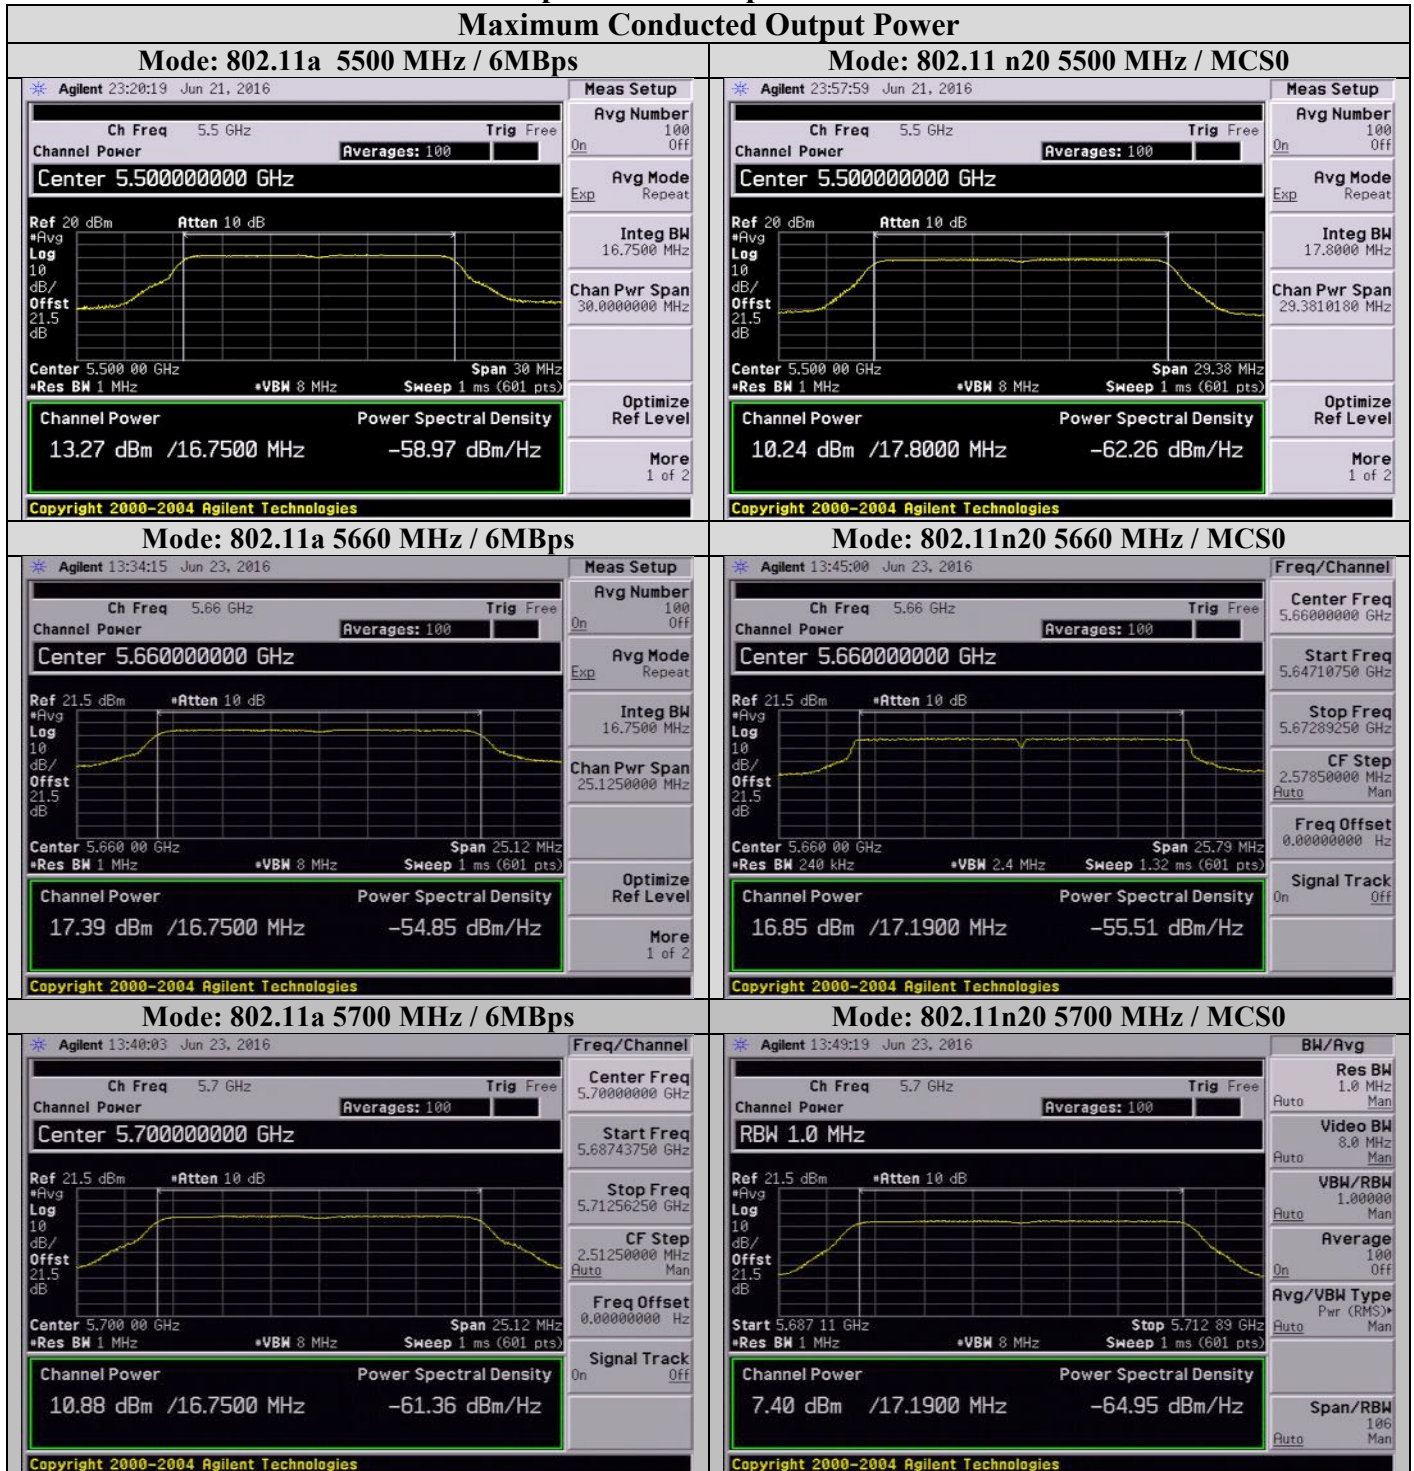 Maximum Conducted Output Power
Mode: 802.11a 5500 MHz / 6MBps
Agilent 23:20:19 Jun 21, 2016
Meas Setup
Ch Freq 5.5 GHz Trig Free
Channel Power Averages: 100
Center 5.500000000 GHz
Ref 20 dBm Atten 10 dB
#Avg
Log
10
dB/
Offst
21.5
dB
Center 5.500 00 GHz Span 30 MHz
#Res BW 1 MHz #VBW 8 MHz Sweep 1 ms (601 pts)
Channel Power Power Spectral Density
13.27 dBm /16.7500 MHz -58.97 dBm/Hz
Copyright 2000-2004 Agilent Technologies
Avg Number
100
On Off
Avg Mode
Exp Repeat
Integ BW
16.7500 MHz
Chan Pwr Span
30.0000000 MHz
Optimize
Ref Level
More
1 of 2
Mode: 802.11 n20 5500 MHz / MCS0
Agilent 23:57:59 Jun 21, 2016
Meas Setup
Ch Freq 5.5 GHz Trig Free
Channel Power Averages: 100
Center 5.500000000 GHz
Ref 20 dBm Atten 10 dB
#Avg
Log
10
dB/
Offst
21.5
dB
Center 5.500 00 GHz Span 29.38 MHz
#Res BW 1 MHz #VBW 8 MHz Sweep 1 ms (601 pts)
Channel Power Power Spectral Density
10.24 dBm /17.8000 MHz -62.26 dBm/Hz
Copyright 2000-2004 Agilent Technologies
Avg Number
100
On Off
Avg Mode
Exp Repeat
Integ BW
17.8000 MHz
Chan Pwr Span
29.3810180 MHz
Optimize
Ref Level
More
1 of 2
Mode: 802.11a 5660 MHz / 6MBps
Agilent 13:34:15 Jun 23, 2016
Meas Setup
Ch Freq 5.66 GHz Trig Free
Channel Power Averages: 100
Center 5.660000000 GHz
Ref 21.5 dBm #Atten 10 dB
#Avg
Log
10
dB/
Offst
21.5
dB
Center 5.660 00 GHz Span 25.12 MHz
#Res BW 1 MHz #VBW 8 MHz Sweep 1 ms (601 pts)
Channel Power Power Spectral Density
17.39 dBm /16.7500 MHz -54.85 dBm/Hz
Copyright 2000-2004 Agilent Technologies
Avg Number
100
On Off
Avg Mode
Exp Repeat
Integ BW
16.7500 MHz
Chan Pwr Span
25.1250000 MHz
Optimize
Ref Level
More
1 of 2
Mode: 802.11n20 5660 MHz / MCS0
Agilent 13:45:00 Jun 23, 2016
Freq/Channel
Ch Freq 5.66 GHz Trig Free
Channel Power Averages: 100
Center 5.660000000 GHz
Ref 21.5 dBm #Atten 10 dB
#Avg
Log
10
dB/
Offst
21.5
dB
Center 5.660 00 GHz Span 25.79 MHz
#Res BW 240 kHz #VBW 2.4 MHz Sweep 1.32 ms (601 pts)
Channel Power Power Spectral Density
16.85 dBm /17.1900 MHz -55.51 dBm/Hz
Copyright 2000-2004 Agilent Technologies
Center Freq
5.66000000 GHz
Start Freq
5.64710750 GHz
Stop Freq
5.67289250 GHz
CF Step
2.57850000 MHz
Auto Man
Freq Offset
0.00000000 Hz
Signal Track
On Off
Mode: 802.11a 5700 MHz / 6MBps
Agilent 13:40:03 Jun 23, 2016
Freq/Channel
Ch Freq 5.7 GHz Trig Free
Channel Power Averages: 100
Center 5.700000000 GHz
Ref 21.5 dBm #Atten 10 dB
#Avg
Log
10
dB/
Offst
21.5
dB
Center 5.700 00 GHz Span 25.12 MHz
#Res BW 1 MHz #VBW 8 MHz Sweep 1 ms (601 pts)
Channel Power Power Spectral Density
10.88 dBm /16.7500 MHz -61.36 dBm/Hz
Copyright 2000-2004 Agilent Technologies
Center Freq
5.70000000 GHz
Start Freq
5.68743750 GHz
Stop Freq
5.71256250 GHz
CF Step
2.51250000 MHz
Auto Man
Freq Offset
0.00000000 Hz
Signal Track
On Off
Mode: 802.11n20 5700 MHz / MCS0
Agilent 13:49:19 Jun 23, 2016
BW/Avg
Ch Freq 5.7 GHz Trig Free
Channel Power Averages: 100
RBW 1.0 MHz
Ref 21.5 dBm #Atten 10 dB
#Avg
Log
10
dB/
Offst
21.5
dB
Start 5.687 11 GHz Stop 5.712 89 GHz
#Res BW 1 MHz #VBW 8 MHz Sweep 1 ms (601 pts)
Channel Power Power Spectral Density
7.40 dBm /17.1900 MHz -64.95 dBm/Hz
Copyright 2000-2004 Agilent Technologies
Res BW
1.0 MHz
Auto Man
Video BW
8.0 MHz
Auto Man
VBW/RBW
1.00000
Auto Man
Average
100
On Off
Avg/VBW Type
Pwr (RMS)▸
Auto Man
Span/RBW
106
Auto Man